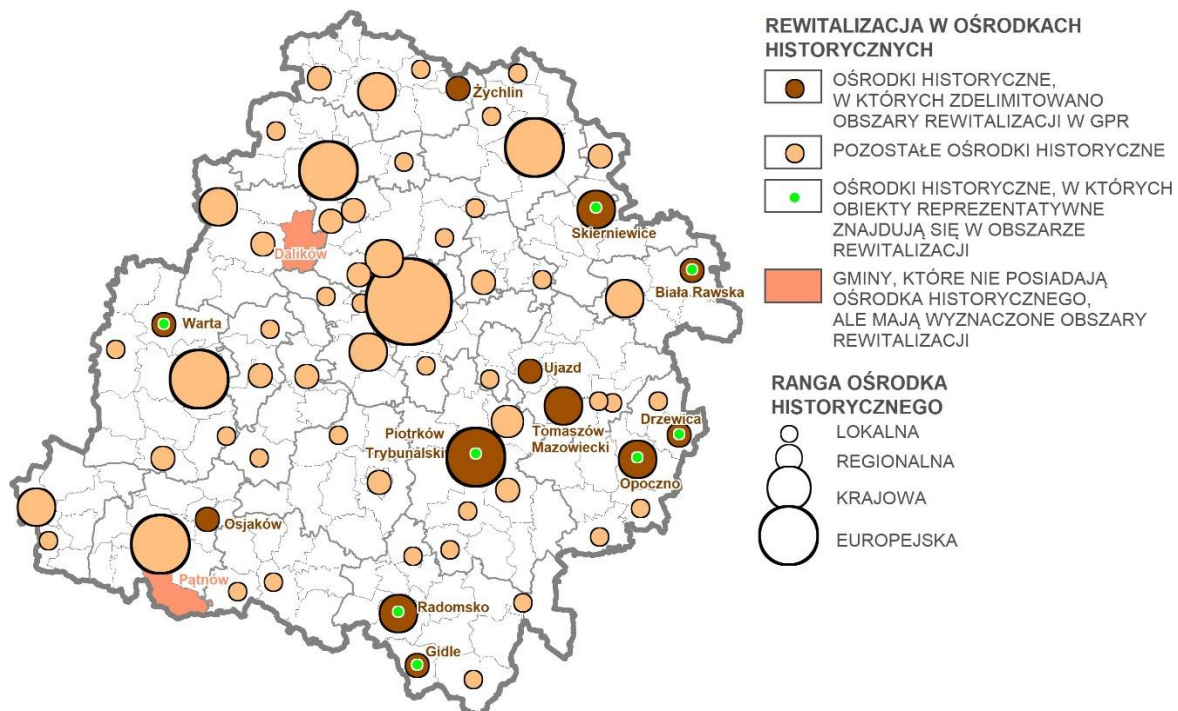 Żychlin
Skierniewice
Dalików
Biała Rawska
Warta
Ujazd
Tomaszów
Mazowiecki
Drzewica
Piotrków
Trybunalski
Opoczno
Osjaków
Pątnów
Radomsko
Gidle
REWITALIZACJA W OŚRODKACH
HISTORYCZNYCH
OŚRODKI HISTORYCZNE,
W KTÓRYCH ZDELIMITOWANO
OBSZARY REWITALIZACJI W GPR
POZOSTAŁE OŚRODKI HISTORYCZNE
OŚRODKI HISTORYCZNE, W KTÓRYCH
OBIEKTY REPREZENTATYWNE
ZNAJDUJĄ SIĘ W OBSZARZE
REWITALIZACJI
GMINY, KTÓRE NIE POSIADAJĄ
OŚRODKA HISTORYCZNEGO,
ALE MAJĄ WYZNACZONE OBSZARY
REWITALIZACJI
RANGA OŚRODKA
HISTORYCZNEGO
LOKALNA
REGIONALNA
KRAJOWA
EUROPEJSKA